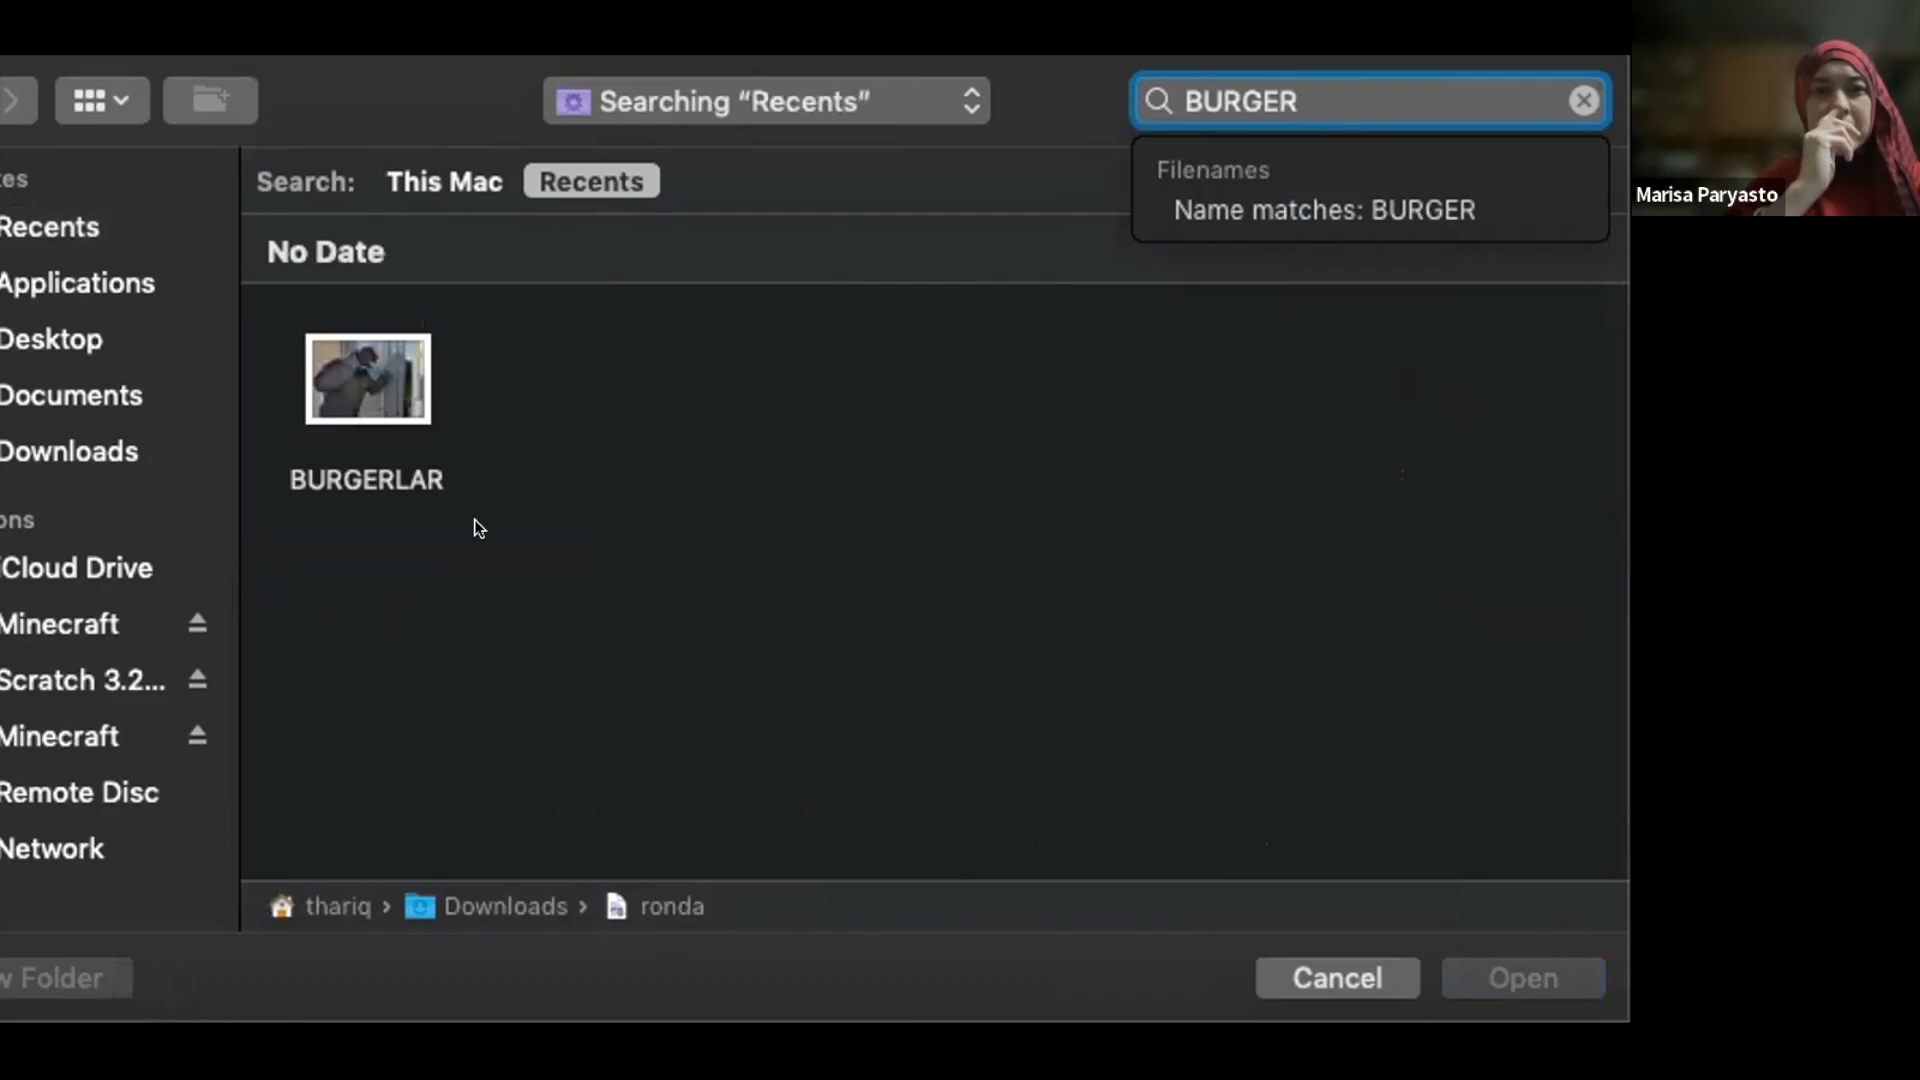 Searching “Recents”
BURGER
Filenames
Name matches: BURGER
Search: This Mac Recents
No Date
BURGERLAR
es
Recents
Applications
Desktop
Documents
Downloads
ons
iCloud Drive
Minecraft
Scratch 3.2...
Minecraft
Remote Disc
Network
thariq › Downloads › ronda
w Folder
Cancel
Open
Marisa Paryasto